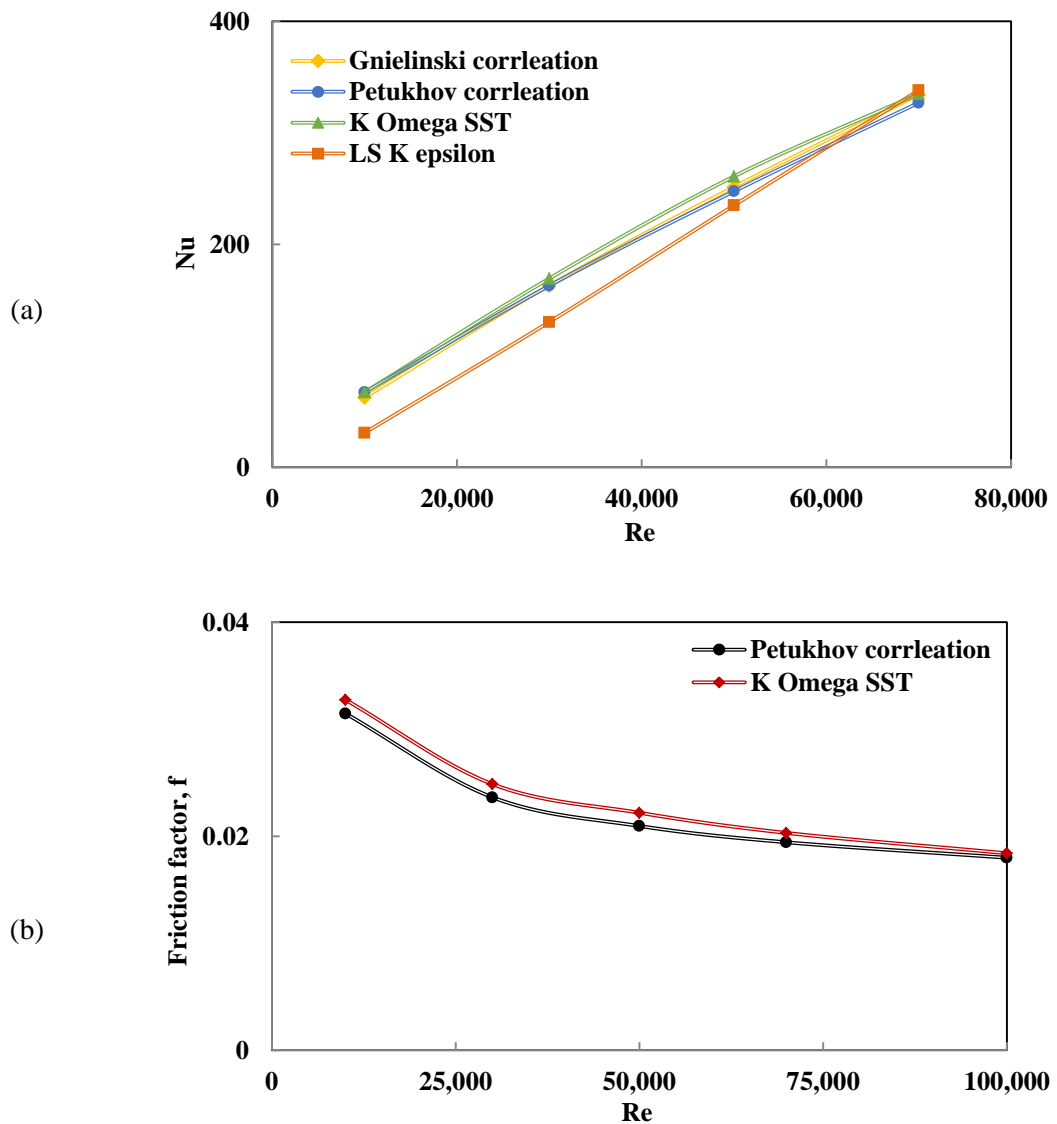 (a)
400
200
0
Nu
Gnielinski corrleation
Petukhov corrleation
K Omega SST
LS K epsilon
0 20,000 40,000 60,000 80,000
Re
(b)
0.04
0.02
0
Friction factor, f
Petukhov corrleation
K Omega SST
0 25,000 50,000 75,000 100,000
Re